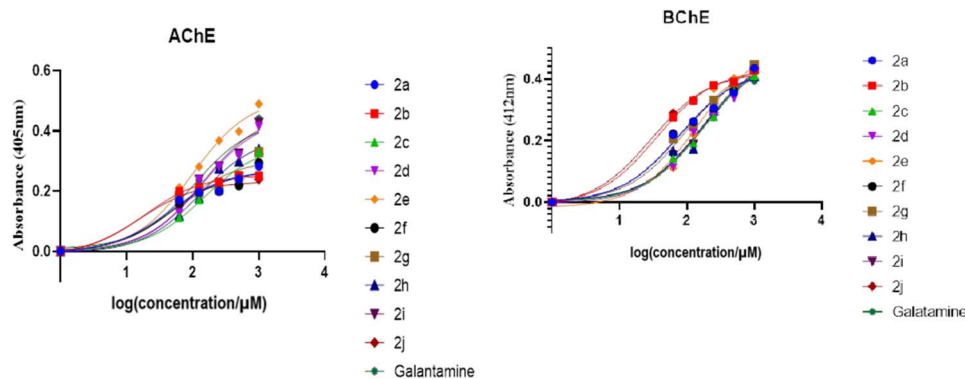 AChE
Absorbance (405nm)
0.6
0.4
0.2
0.0
1
2
3
4
log(concentration/µM)
2a
2b
2c
2d
2e
2f
2g
2h
2i
2j
Galantamine
BChE
Absorbance (412nm)
0.4
0.2
0.0
1
2
3
4
log(concentration/µM)
2a
2b
2c
2d
2e
2f
2g
2h
2i
2j
Galatamine